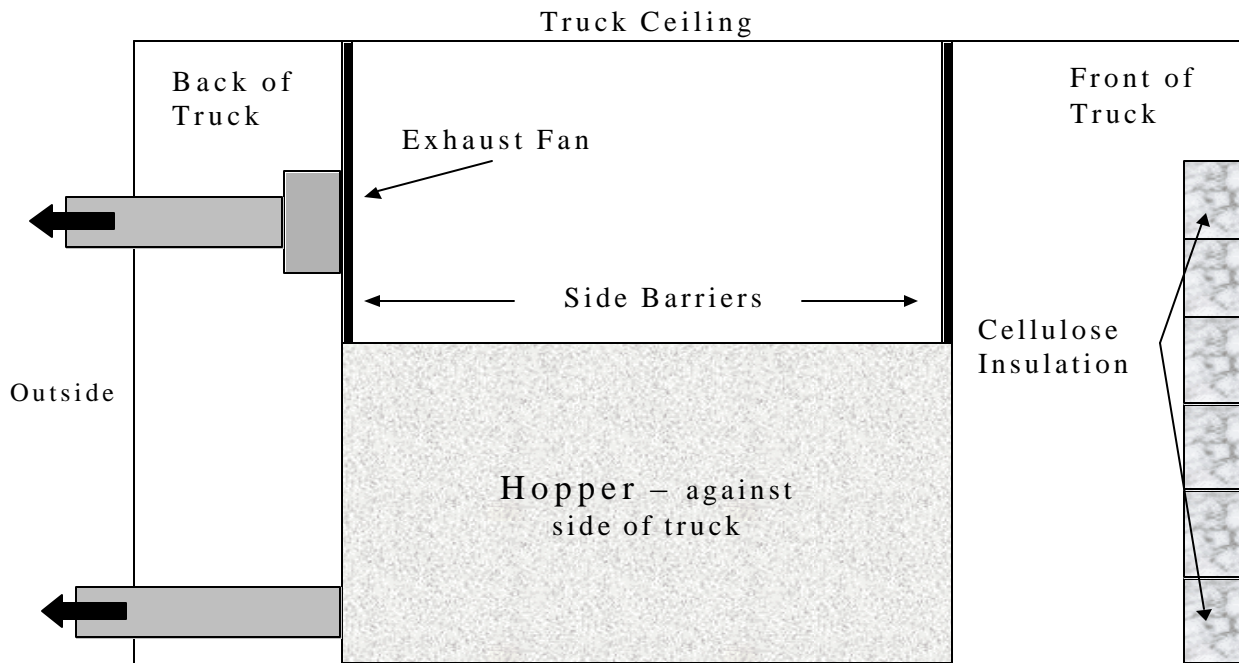 Truck Ceiling
Back of
Truck
Front of
Truck
Exhaust Fan
Side Barriers
Cellulose
Insulation
Outside
Hopper – against
side of truck